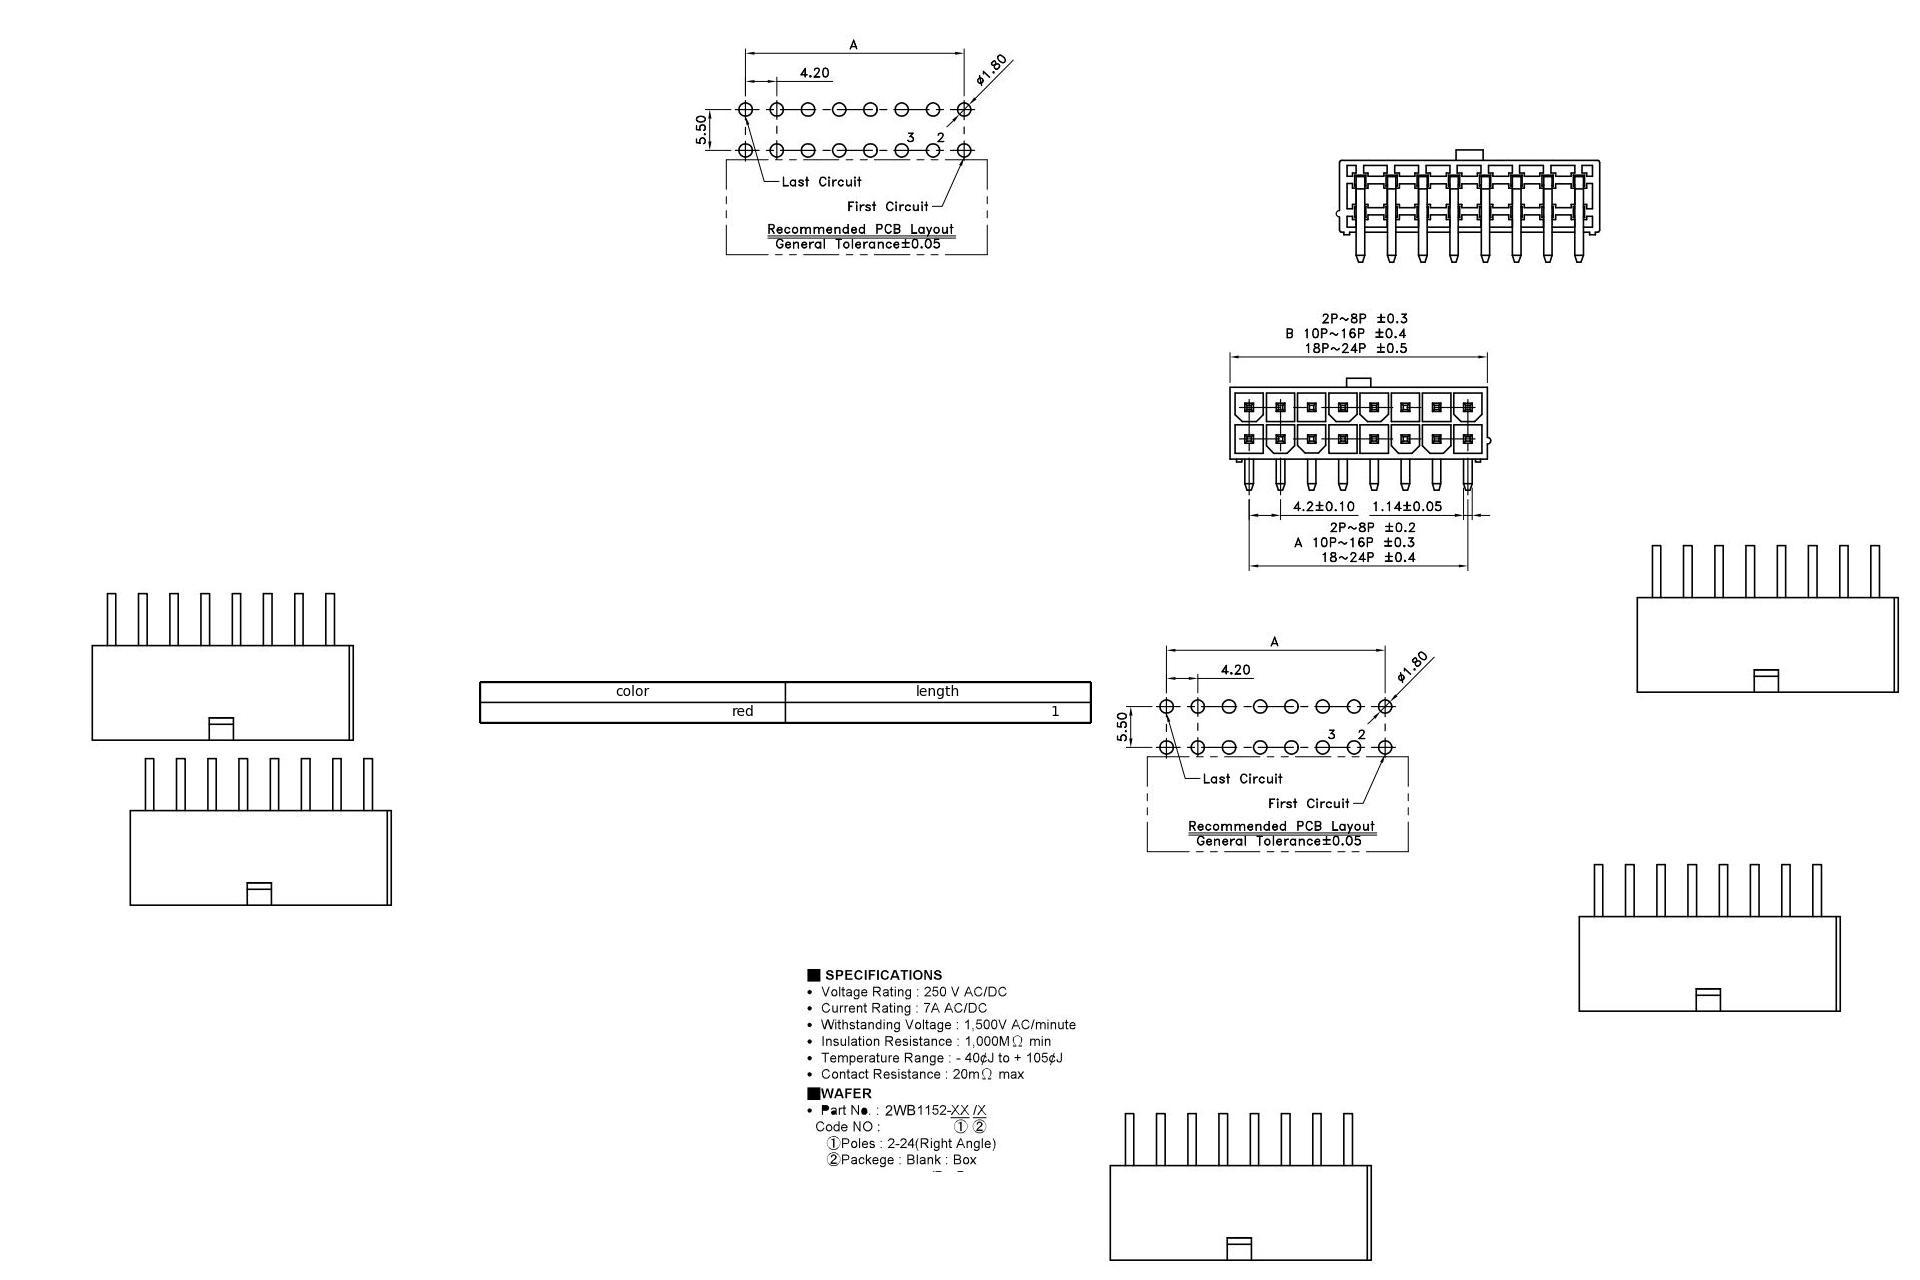 A
4.20
ø1.80
5.50
3 2
Last Circuit
First Circuit
Recommended PCB Layout
General Tolerance±0.05
2P~8P ±0.3
B 10P~16P ±0.4
18P~24P ±0.5
4.2±0.10 1.14±0.05
2P~8P ±0.2
A 10P~16P ±0.3
18~24P ±0.4
color length
red 1
A
4.20
ø1.80
5.50
3 2
Last Circuit
First Circuit
Recommended PCB Layout
General Tolerance±0.05
■ SPECIFICATIONS
• Voltage Rating : 250 V AC/DC
• Current Rating : 7A AC/DC
• Withstanding Voltage : 1,500V AC/minute
• Insulation Resistance : 1,000MΩ min
• Temperature Range : - 40¢J to + 105¢J
• Contact Resistance : 20mΩ max
■WAFER
• Part No. : 2WB1152-XX /X
Code NO : ① ②
①Poles : 2-24(Right Angle)
②Packege : Blank : Box